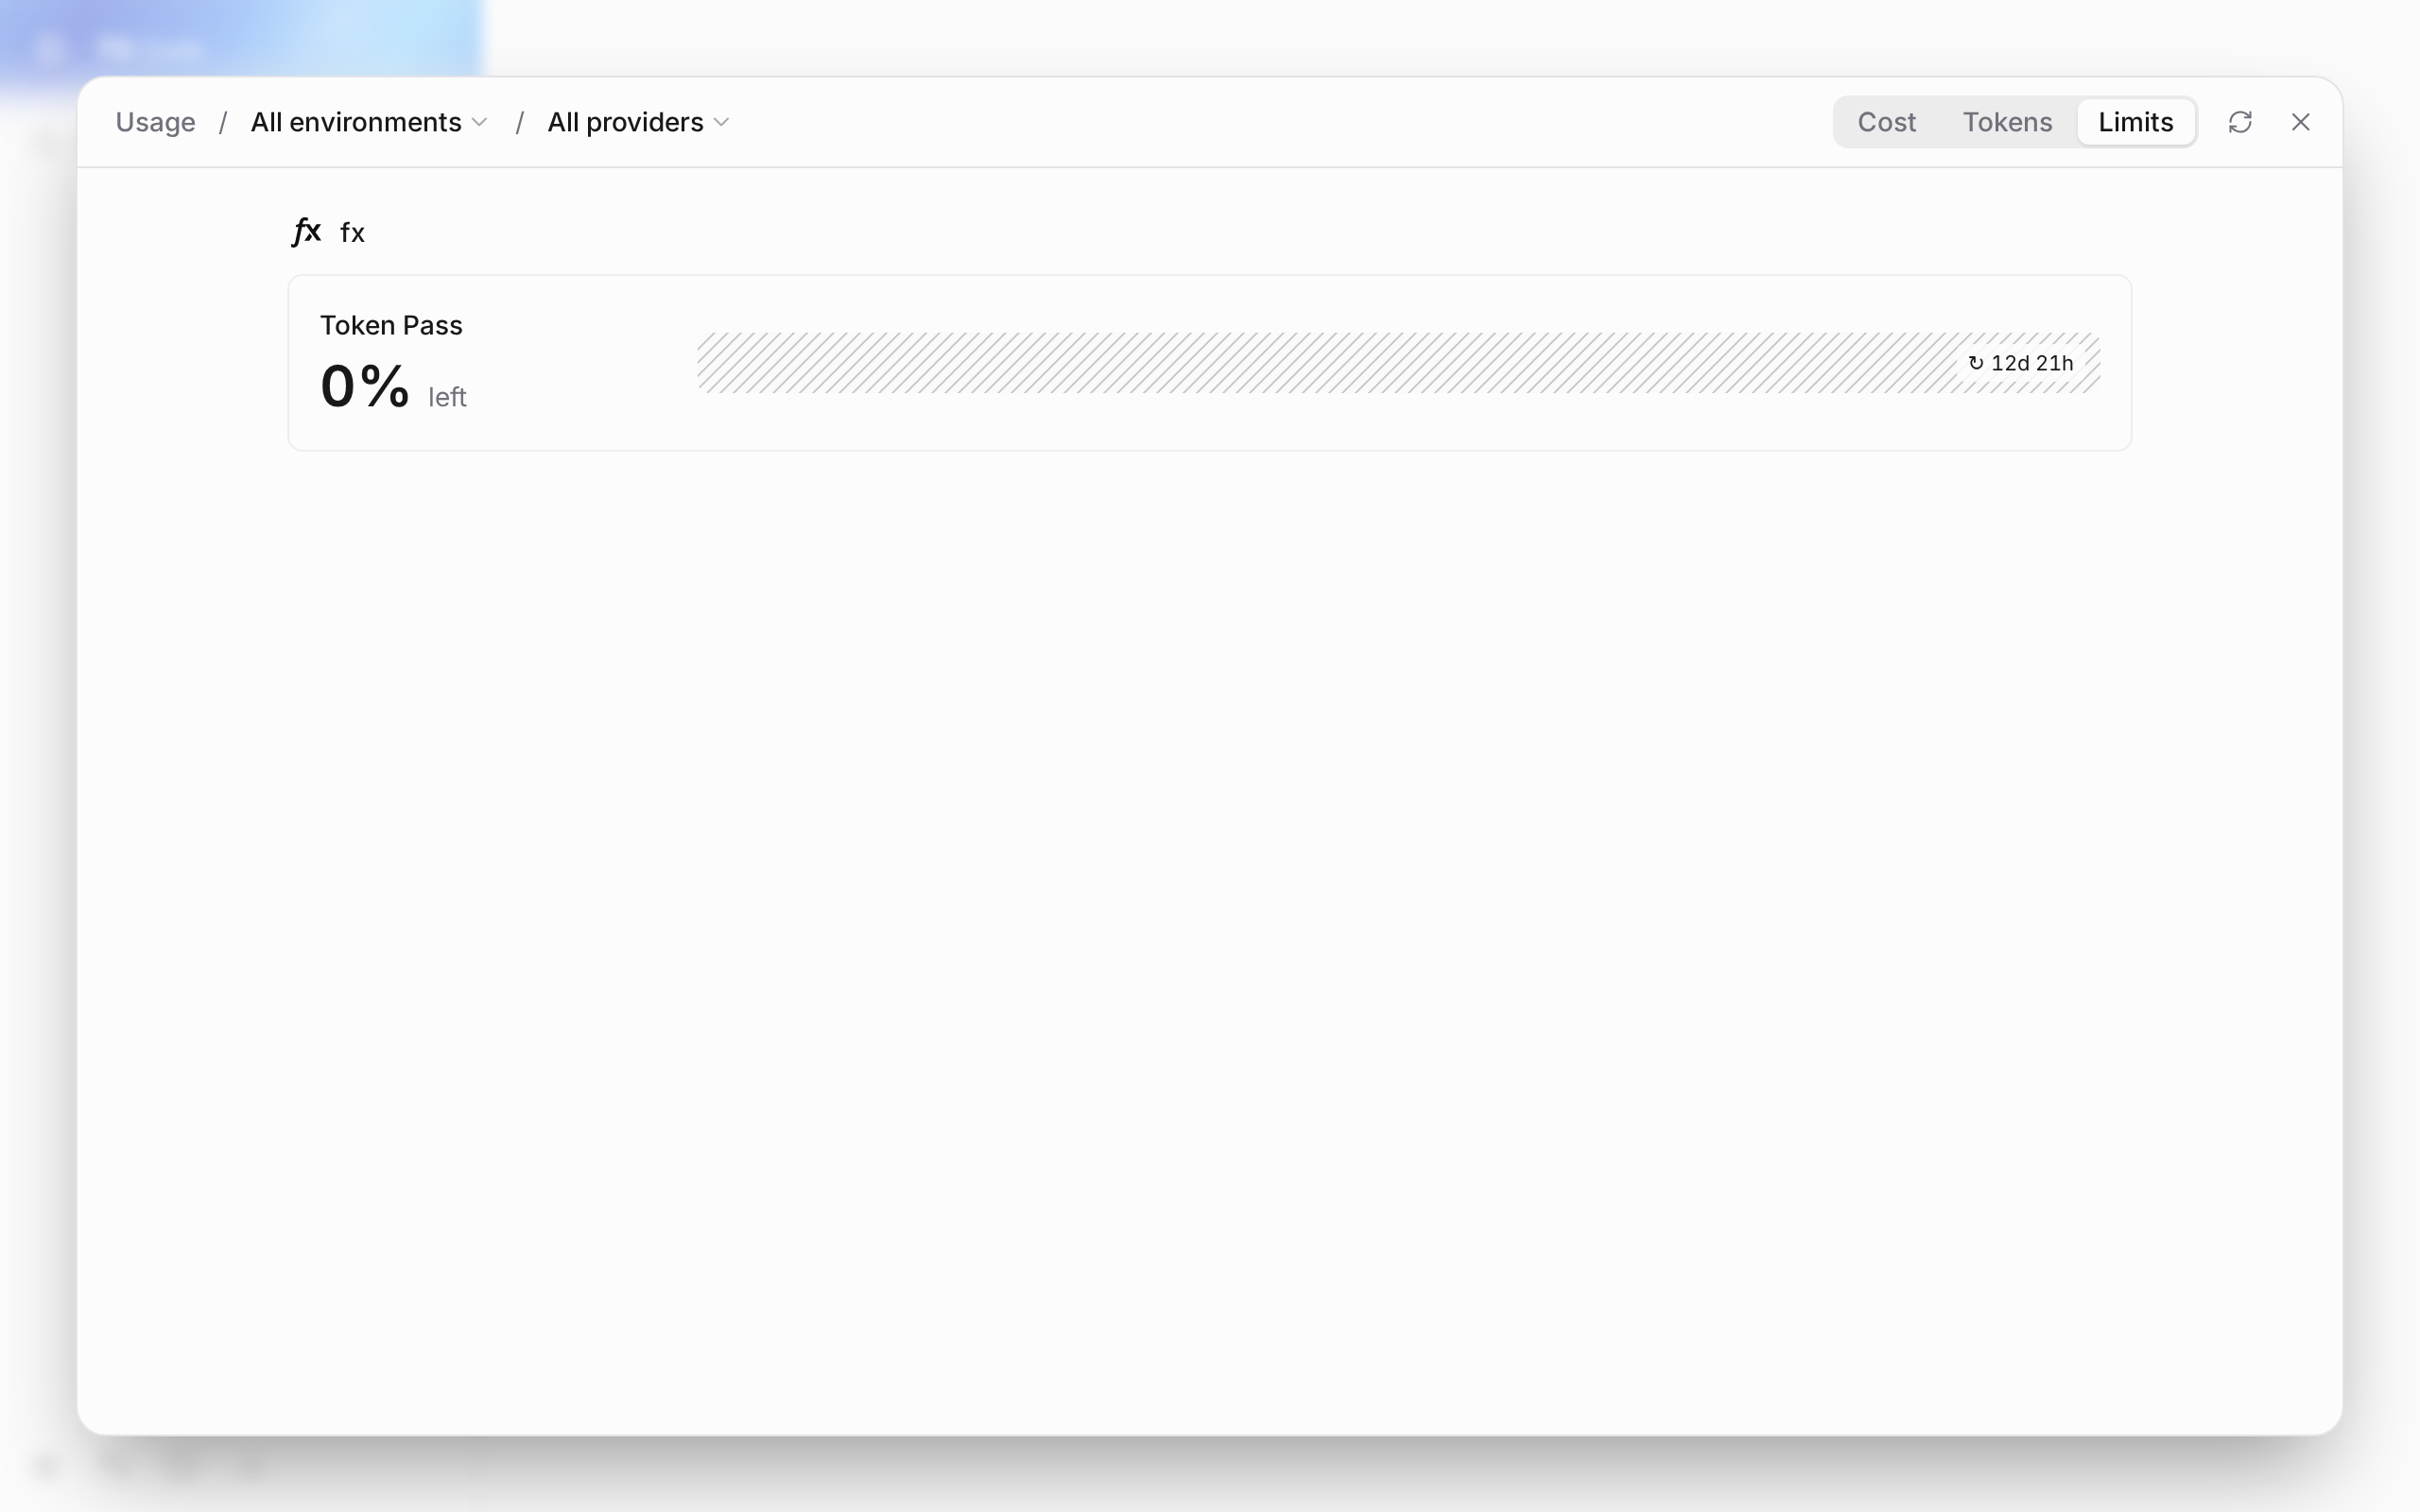 Usage / All environments / All providers
Cost Tokens Limits
fx fx
Token Pass
0% left
↻ 12d 21h